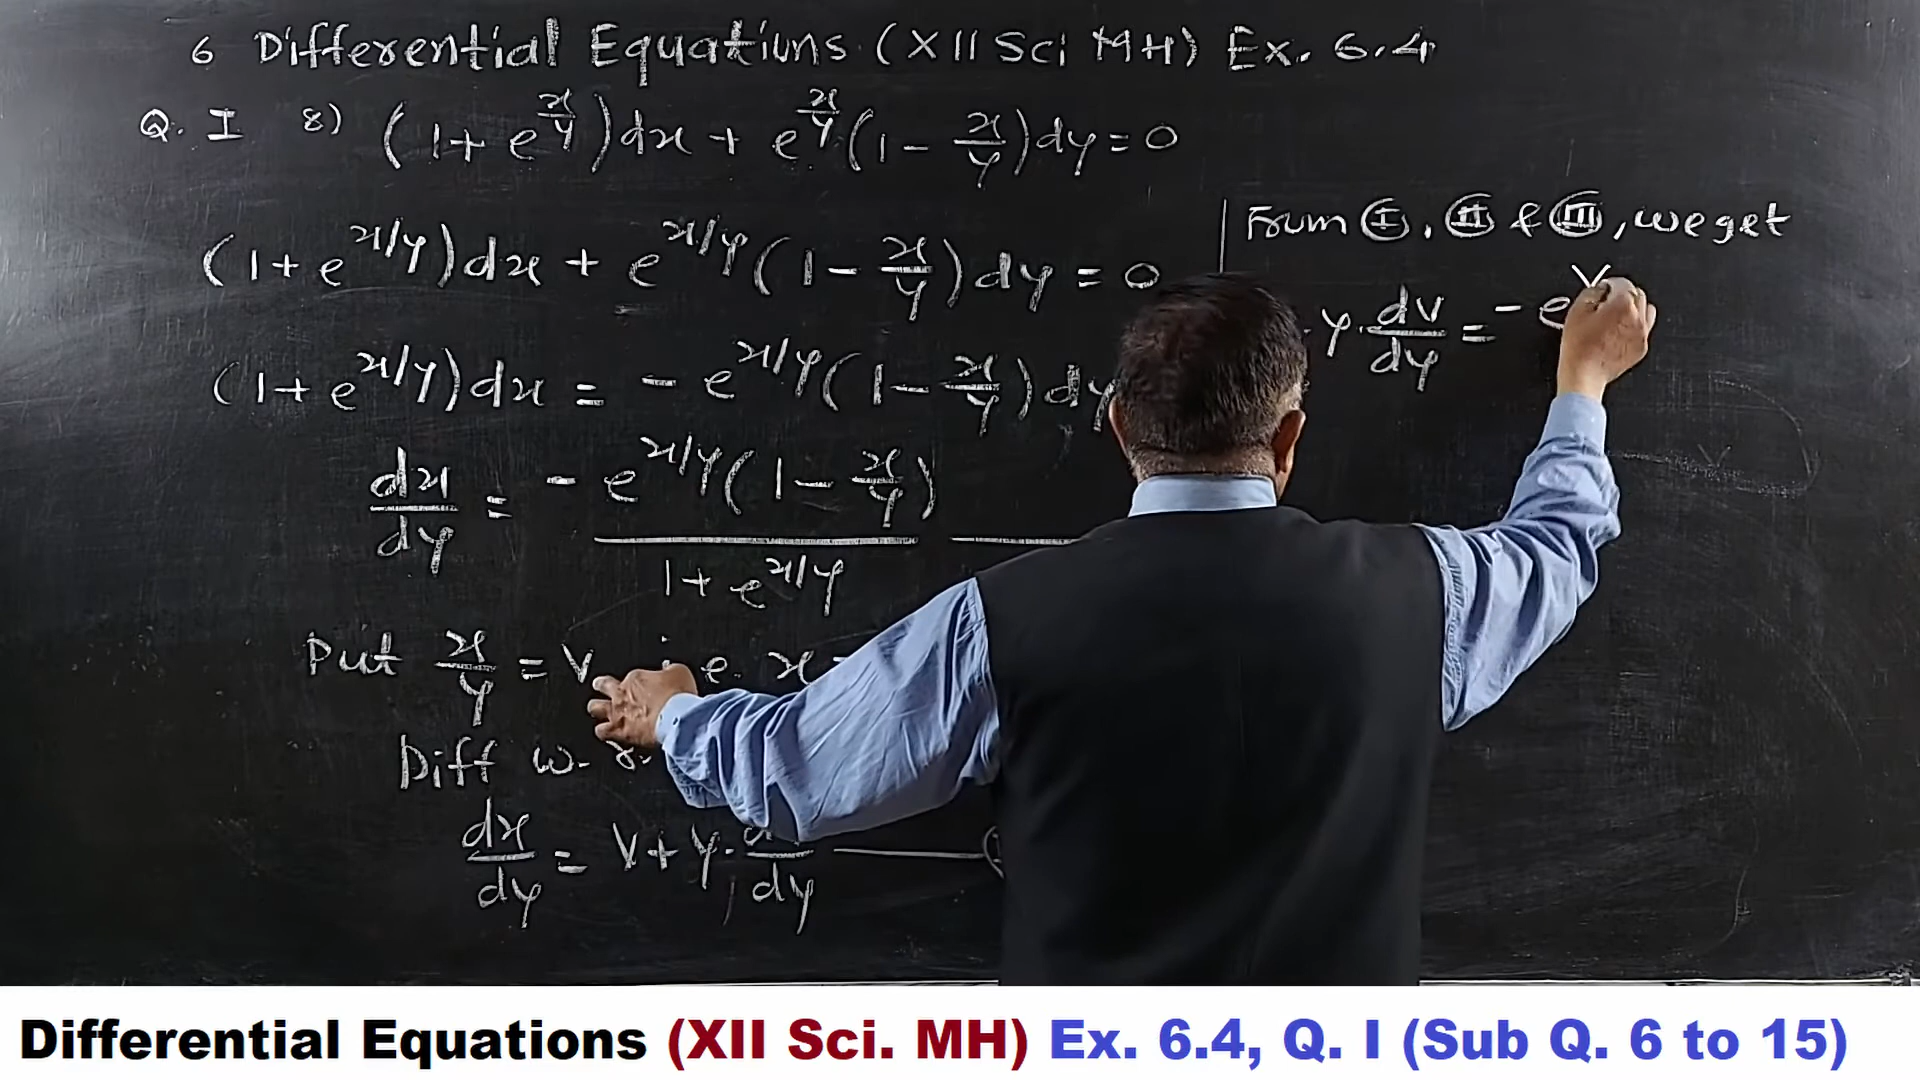 6 Differential Equations (XII Sci MH) Ex. 6.4
Q. I 8) (1 + e^(x/y)) dx + e^(x/y) (1 - x/y) dy = 0
(1 + e^(x/y)) dx + e^(x/y) (1 - x/y) dy = 0
(1 + e^(x/y)) dx = - e^(x/y) (1 - x/y) dy
dx/dy = - e^(x/y) (1 - x/y) / (1 + e^(x/y))
Put x/y = v i.e. x
Diff w. r.
dx/dy = v + y · d/dy
From I, II & III, we get
y · dv/dy = - e^v
Differential Equations (XII Sci. MH) Ex. 6.4, Q. I (Sub Q. 6 to 15)